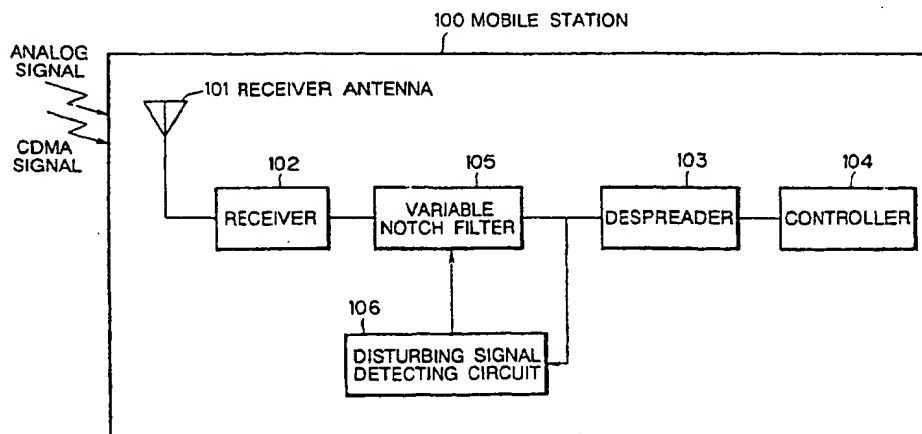 100 MOBILE STATION
ANALOG
SIGNAL
CDMA
SIGNAL
101 RECEIVER ANTENNA
102
RECEIVER
105
VARIABLE
NOTCH FILTER
103
DESPREADER
104
CONTROLLER
106
DISTURBING SIGNAL
DETECTING CIRCUIT